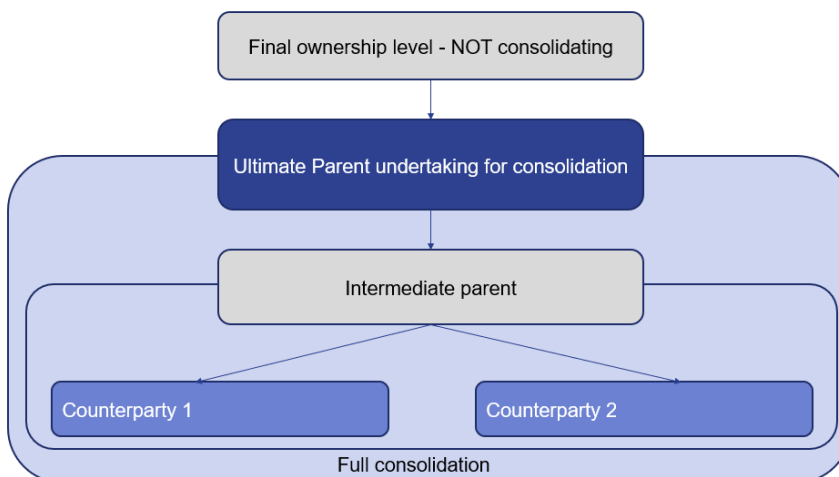 Final ownership level - NOT consolidating
Ultimate Parent undertaking for consolidation
Intermediate parent
Counterparty 1
Counterparty 2
Full consolidation